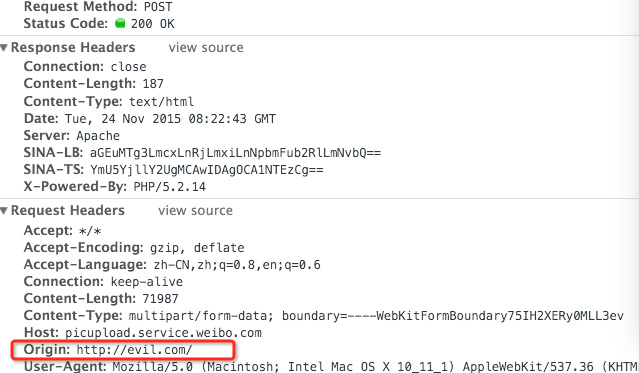 Request Method: POST
Status Code: 200 OK
Response Headers view source
Connection: close
Content-Length: 187
Content-Type: text/html
Date: Tue, 24 Nov 2015 08:22:43 GMT
Server: Apache
SINA-LB: aGEuMTg3LmcxLnRjLmxiLnNpbmFub2RlLmNvbQ==
SINA-TS: YmU5YjllY2UgMCAwIDAgOCA1NTEzCg==
X-Powered-By: PHP/5.2.14
Request Headers view source
Accept: */*
Accept-Encoding: gzip, deflate
Accept-Language: zh-CN,zh;q=0.8,en;q=0.6
Connection: keep-alive
Content-Length: 71987
Content-Type: multipart/form-data; boundary=----WebKitFormBoundary75IH2XERy0MLL3ev
Host: picupload.service.weibo.com
Origin: http://evil.com/
User-Agent: Mozilla/5.0 (Macintosh; Intel Mac OS X 10_11_1) AppleWebKit/537.36 (KHTM